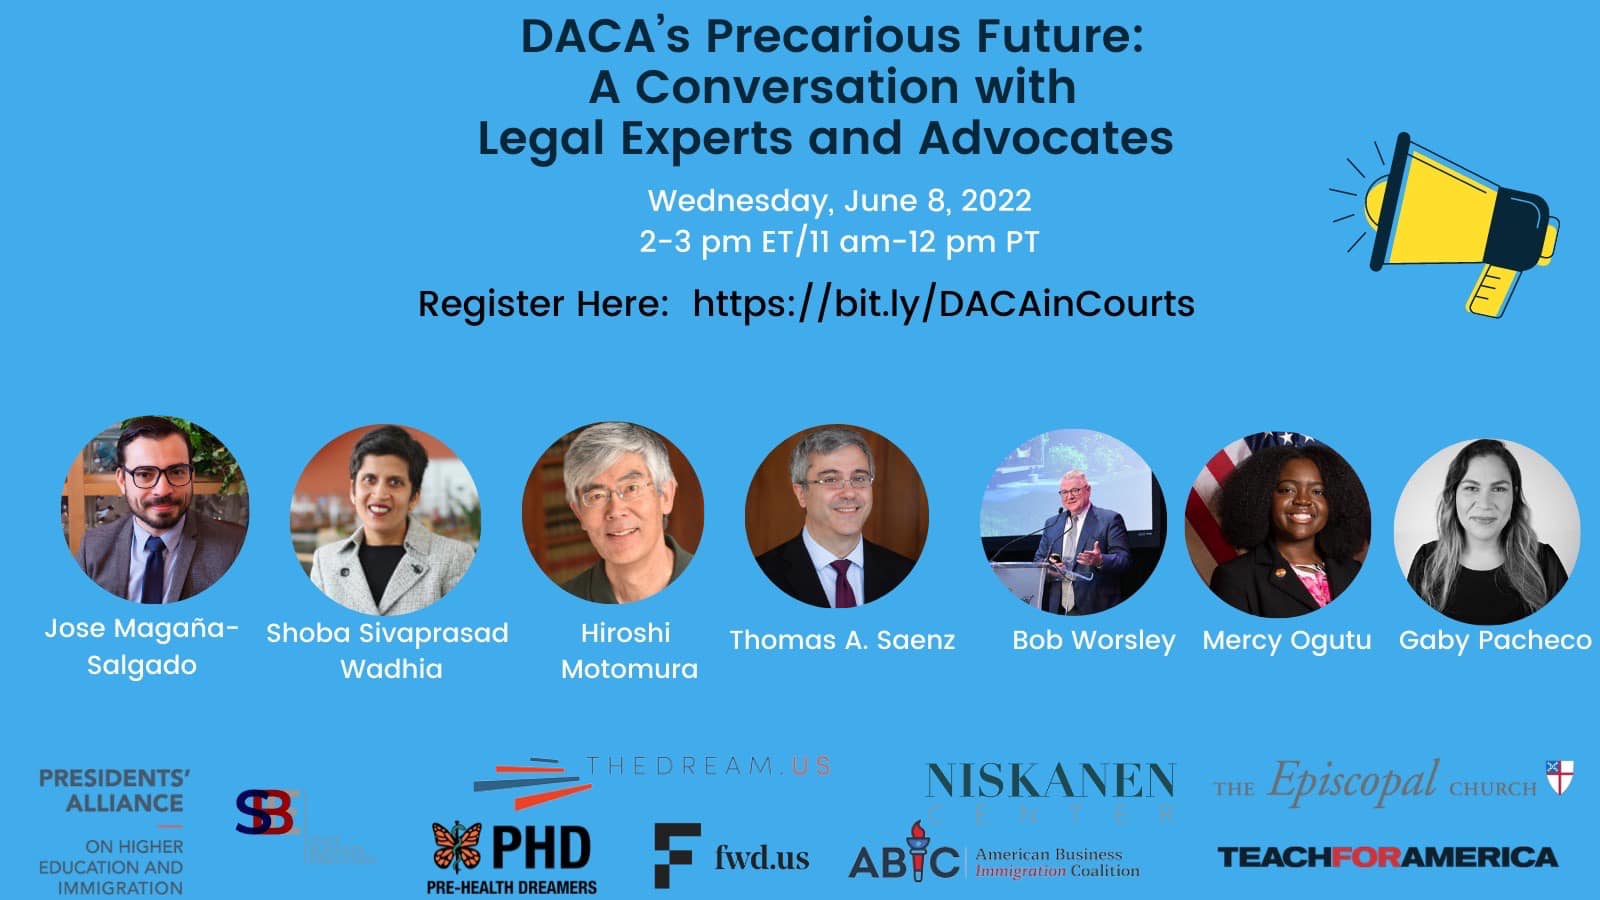 DACA's Precarious Future:
A Conversation with
Legal Experts and Advocates
Wednesday, June 8, 2022
2-3 pm ET/11 am-12 pm PT
Register Here: https://bit.ly/DACAinCourts
Jose Magaña-
Salgado
Shoba Sivaprasad
Wadhia
Hiroshi
Motomura
Thomas A. Saenz
Bob Worsley
Mercy Ogutu
Gaby Pacheco
PRESIDENTS'
ALLIANCE
ON HIGHER
EDUCATION AND
IMMIGRATION
SB
THEDREAM.US
PHD
PRE-HEALTH DREAMERS
F fwd.us
NISKANEN
CENTER
ABIC American Business
Immigration Coalition
THE Episcopal CHURCH
TEACHFORAMERICA